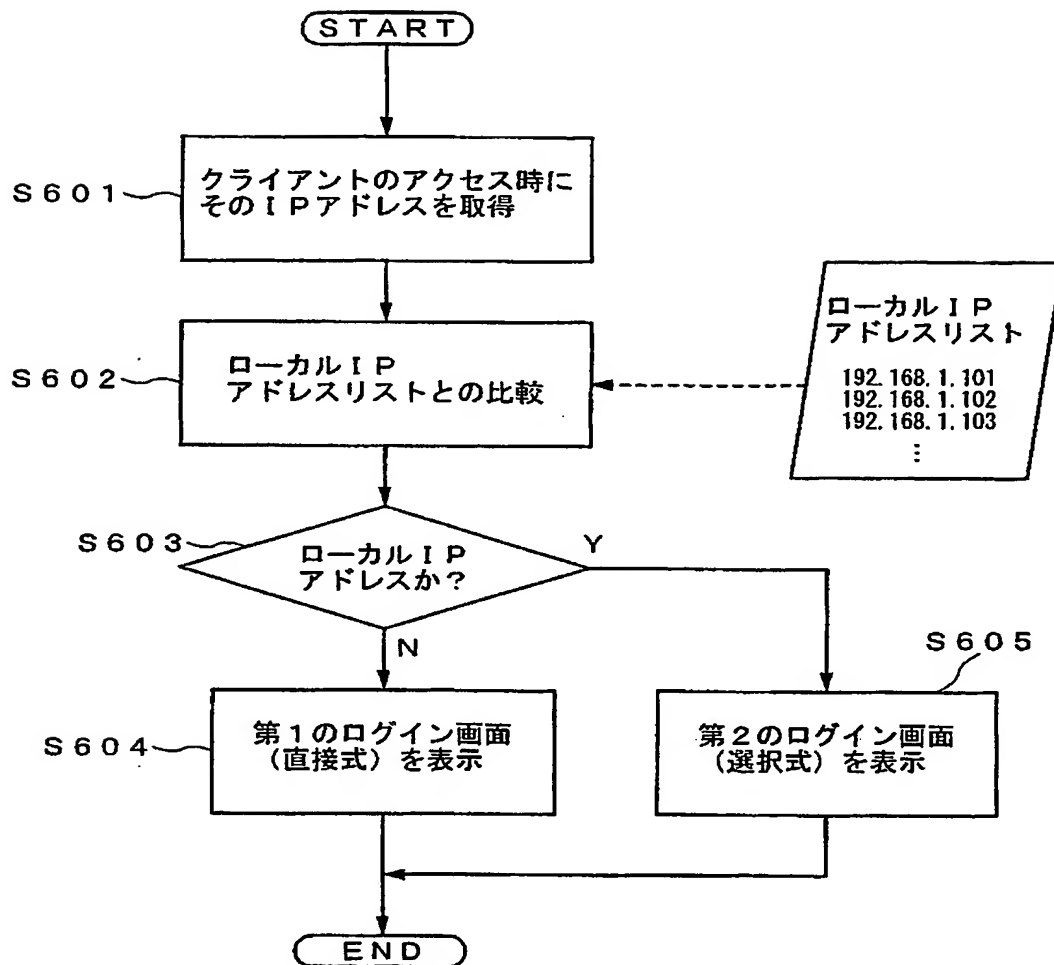 START
S601
クライアントのアクセス時に
そのIPアドレスを取得
S602
ローカルIP
アドレスリストとの比較
ローカルIP
アドレスリスト
192.168.1.101
192.168.1.102
192.168.1.103
⋮
S603
ローカルIP
アドレスか?
Y
N
S604
第1のログイン画面
(直接式)を表示
S605
第2のログイン画面
(選択式)を表示
END